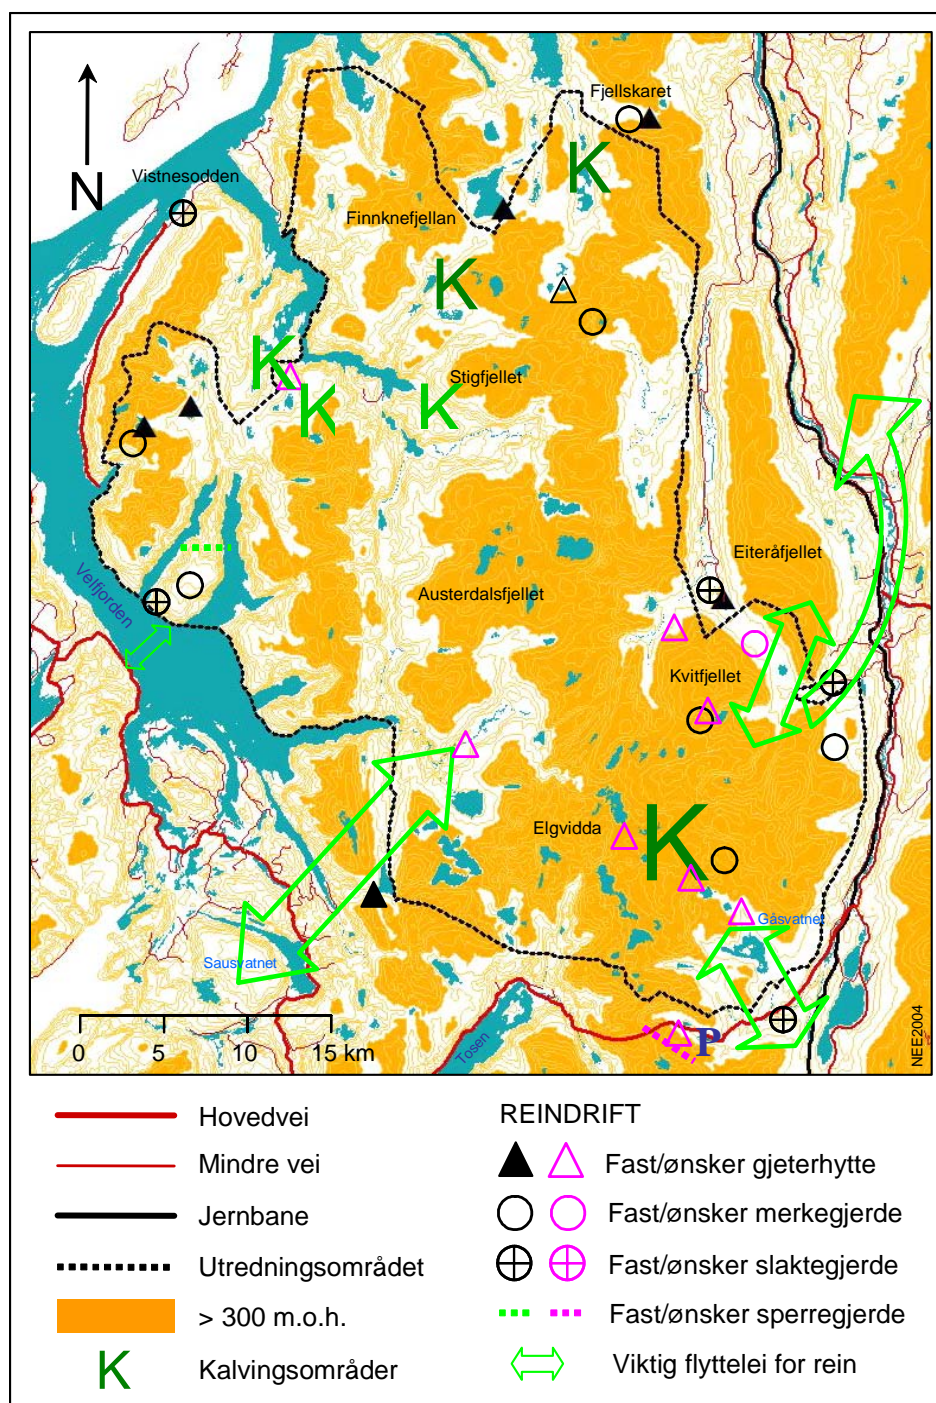 Fjellskaret
K
N
Vistnesodden
Finnknefjellan
K
K
K
K
Stigfjellet
Eiteråfjellet
Velfjorden
Austerdalsfjellet
Kvitfjellet
Elgvidda
K
Gåsvatnet
Sausvatnet
Tosen
P
NEE2004
0 5 10 15 km
Hovedvei
Mindre vei
Jernbane
Utredningsområdet
> 300 m.o.h.
K Kalvingsområder
REINDRIFT
Fast/ønsker gjeterhytte
Fast/ønsker merkegjerde
Fast/ønsker slaktegjerde
Fast/ønsker sperregjerde
Viktig flyttelei for rein